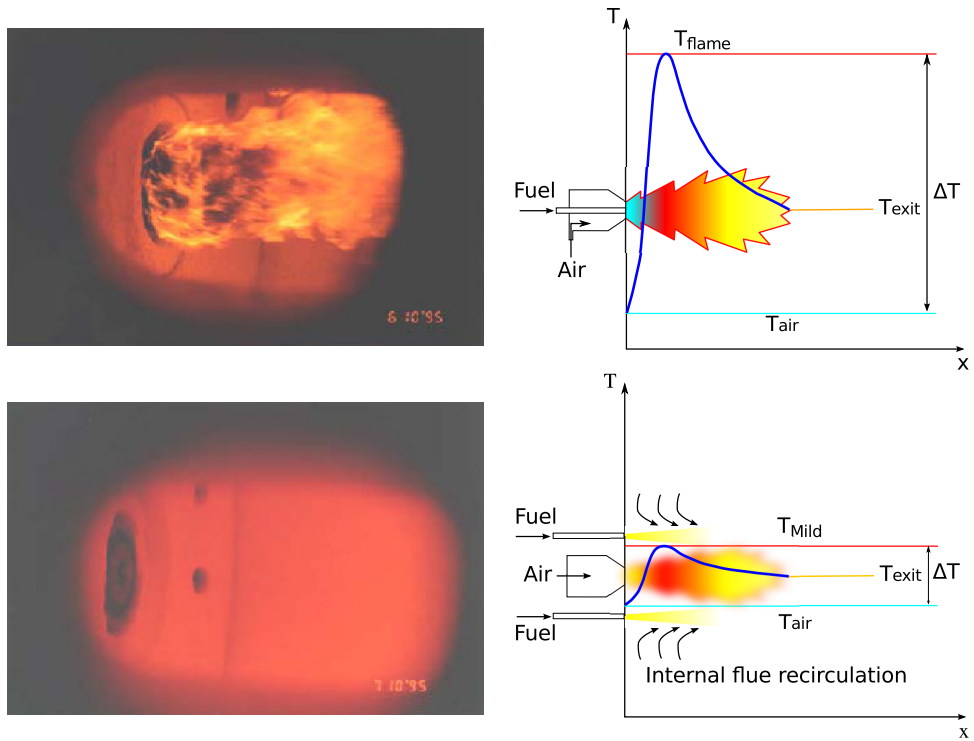 T
T flame
Fuel
Air
T exit
ΔT
T air
x
6 10 '95
T
Fuel
T Mild
Air
T exit
ΔT
Fuel
T air
Internal flue recirculation
x
7 10 '95